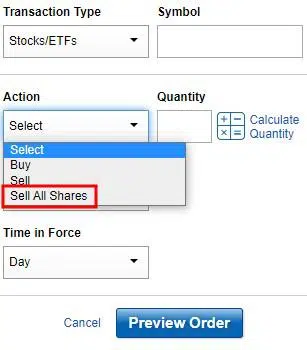 Transaction Type
Symbol
Stocks/ETFs
Action
Quantity
Select
Calculate
Quantity
Select
Buy
Sell
Sell All Shares
Time in Force
Day
Cancel
Preview Order